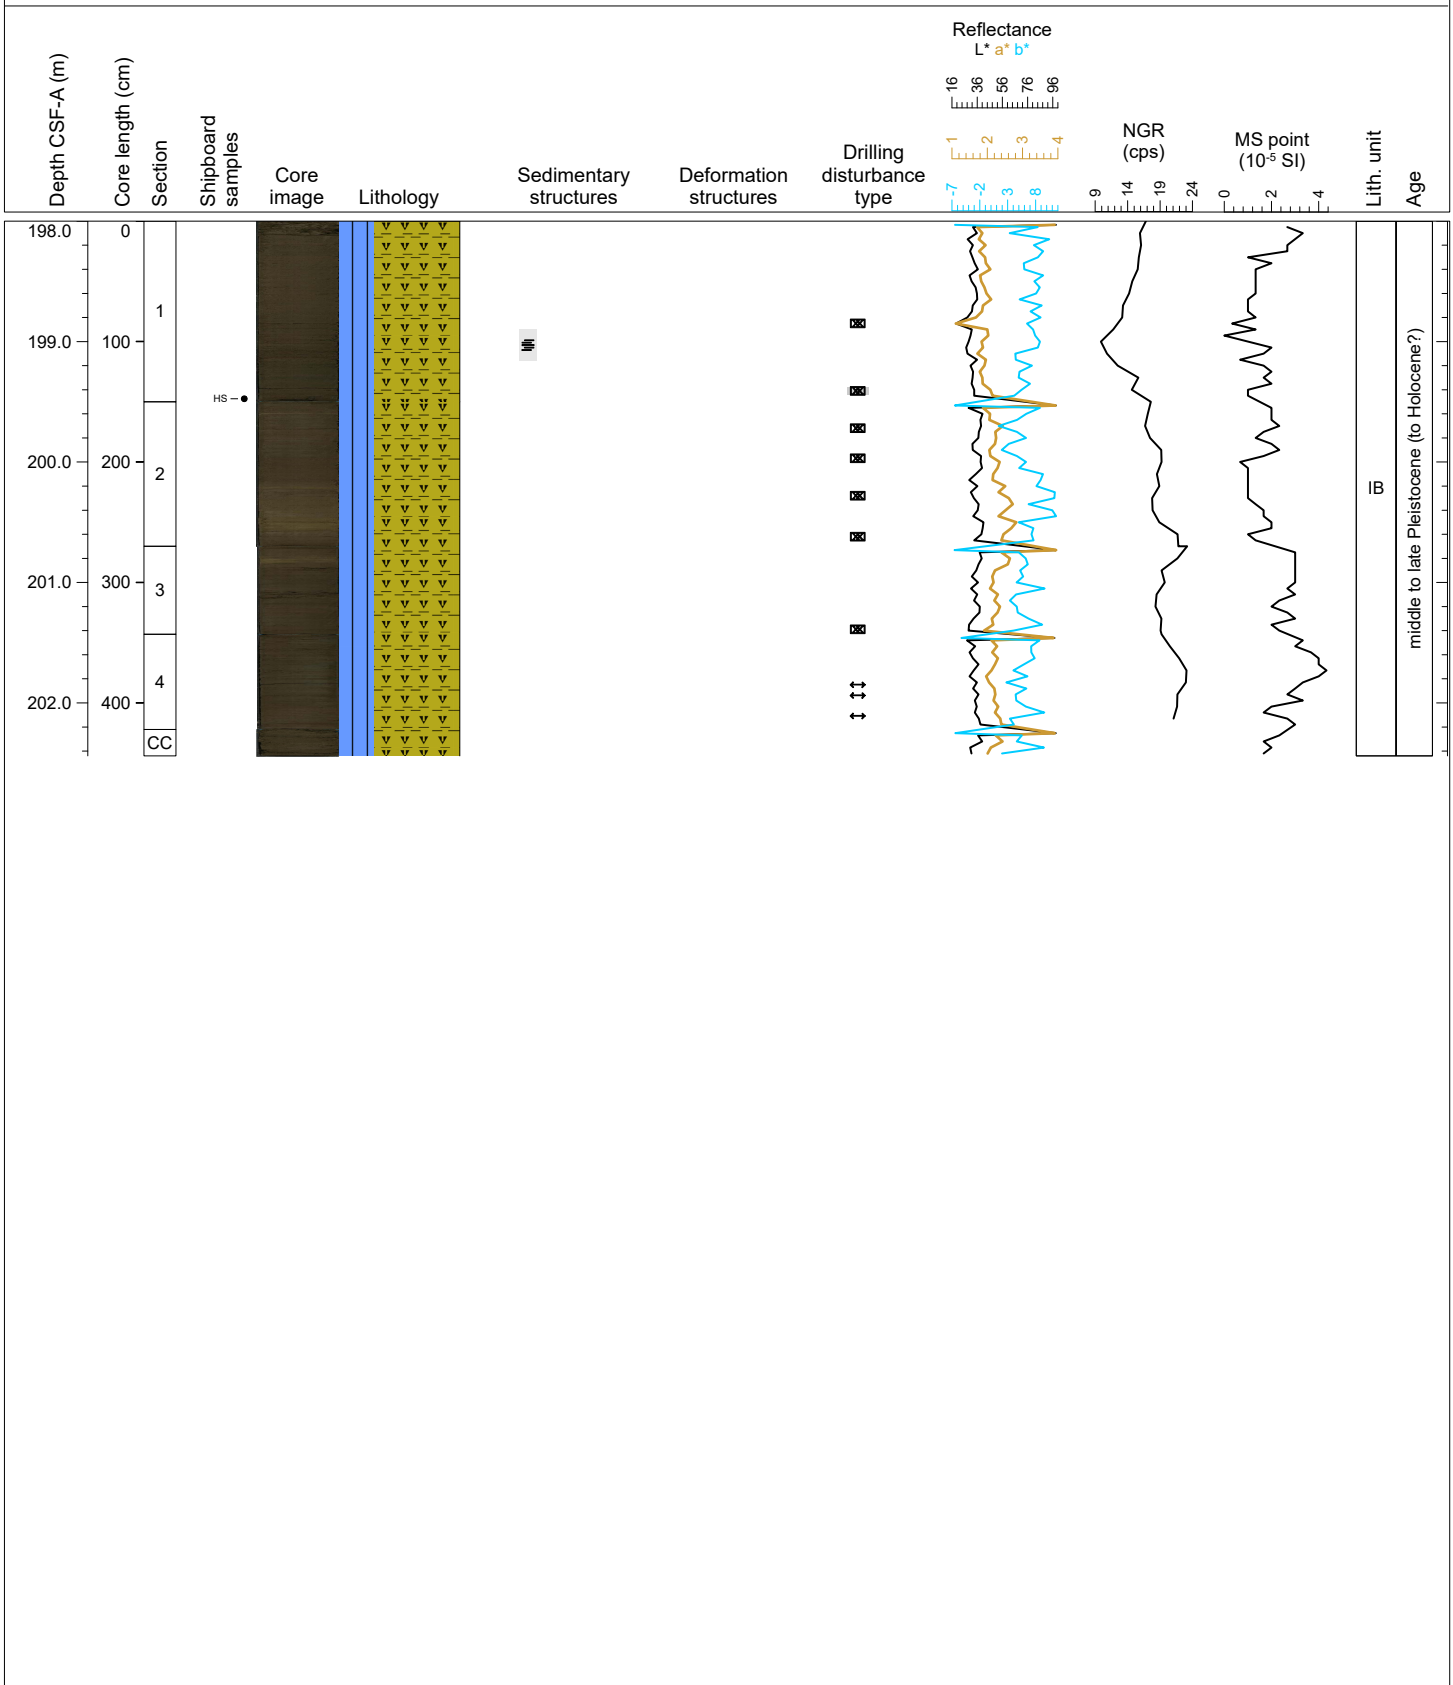 Depth CSF-A (m)
Core length (cm)
Section
Shipboard
samples
Core
image
Lithology
Sedimentary
structures
Deformation
structures
Drilling
disturbance
type
Reflectance
L* a* b*
16 36 56 76 96
1 2 3 4
-7 -2 3 8
NGR
(cps)
9 14 19 24
MS point
(10-5 SI)
0 2 4
Lith. unit
Age
198.0
199.0
200.0
201.0
202.0
0
100
200
300
400
1
2
3
4
CC
HS
IB
middle to late Pleistocene (to Holocene?)